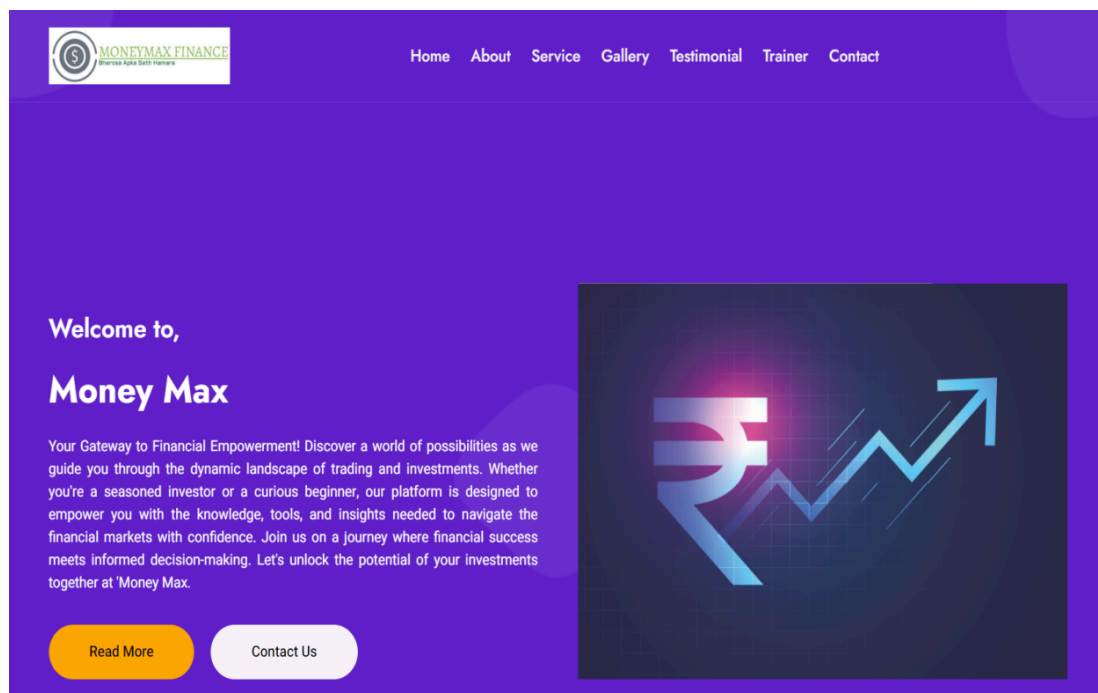 MONEYMAX FINANCE
Bharosa Apka Sath Hamara
Home About Service Gallery Testimonial Trainer Contact
Welcome to,
Money Max
Your Gateway to Financial Empowerment! Discover a world of possibilities as we
guide you through the dynamic landscape of trading and investments. Whether
you're a seasoned investor or a curious beginner, our platform is designed to
empower you with the knowledge, tools, and insights needed to navigate the
financial markets with confidence. Join us on a journey where financial success
meets informed decision-making. Let's unlock the potential of your investments
together at 'Money Max.
Read More Contact Us